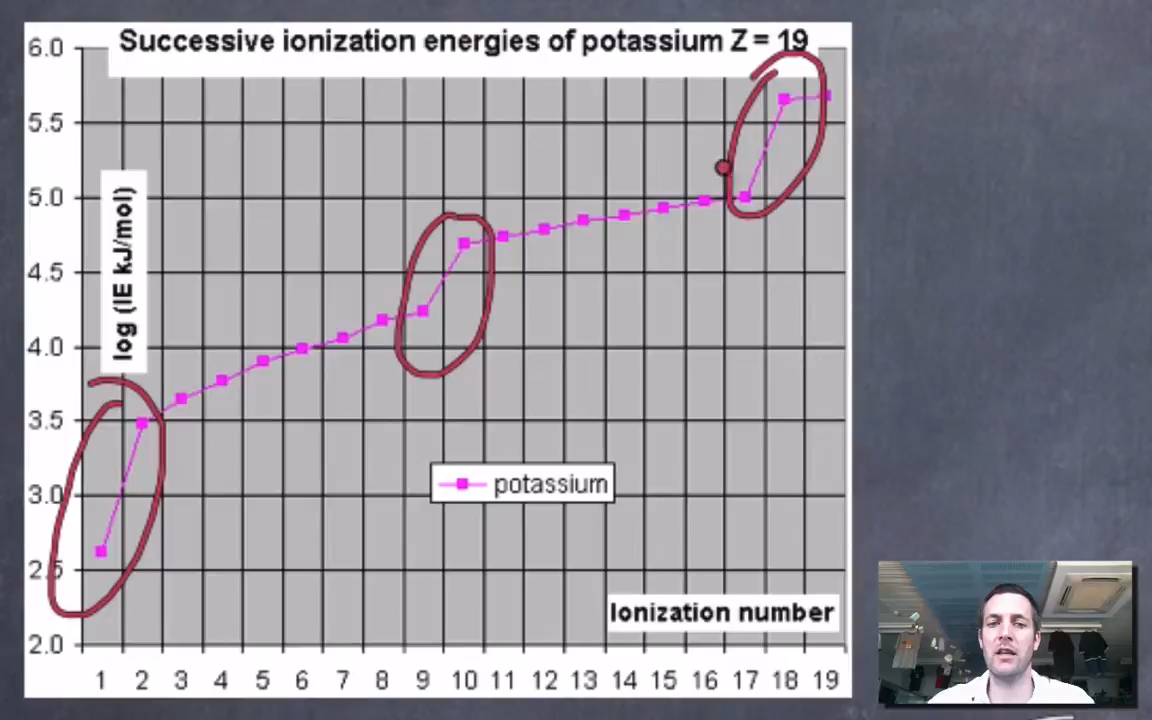 Successive ionization energies of potassium Z = 19
6.0
5.5
5.0
4.5
4.0
3.5
3.0
2.5
2.0
log (IE kJ/mol)
potassium
Ionization number
1 2 3 4 5 6 7 8 9 10 11 12 13 14 15 16 17 18 19